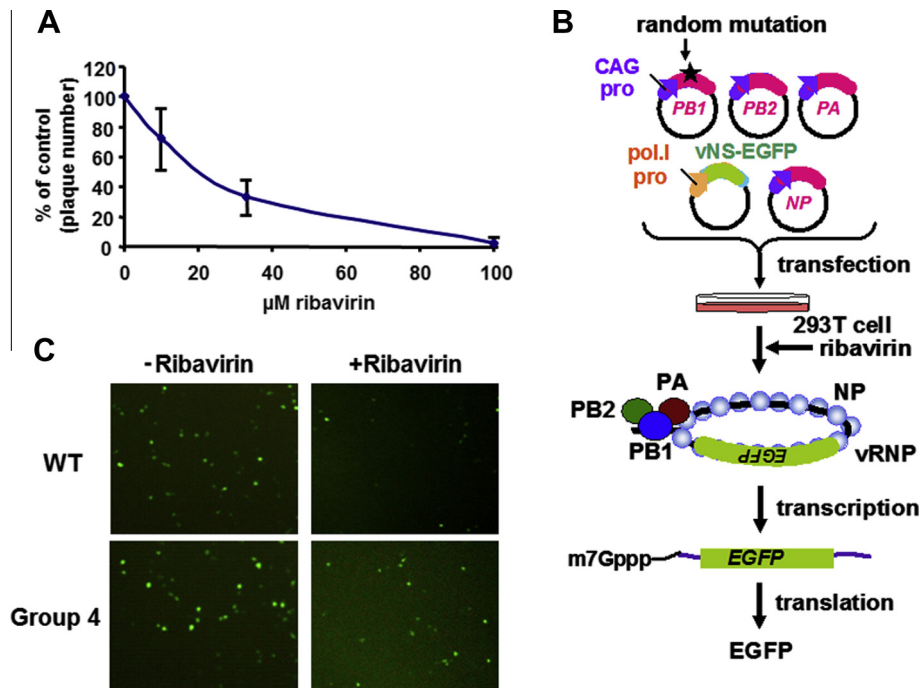 A
120
100
80
60
40
20
0
% of control
(plaque number)
0
20
40
60
80
100
µM ribavirin
B
random mutation
CAG
pro
PB1
PB2
PA
pol.I
pro
vNS-EGFP
NP
transfection
293T cell
ribavirin
PA
PB2
PB1
NP
vRNP
EGFP
transcription
m7Gppp
EGFP
translation
EGFP
C
-Ribavirin
+Ribavirin
WT
Group 4